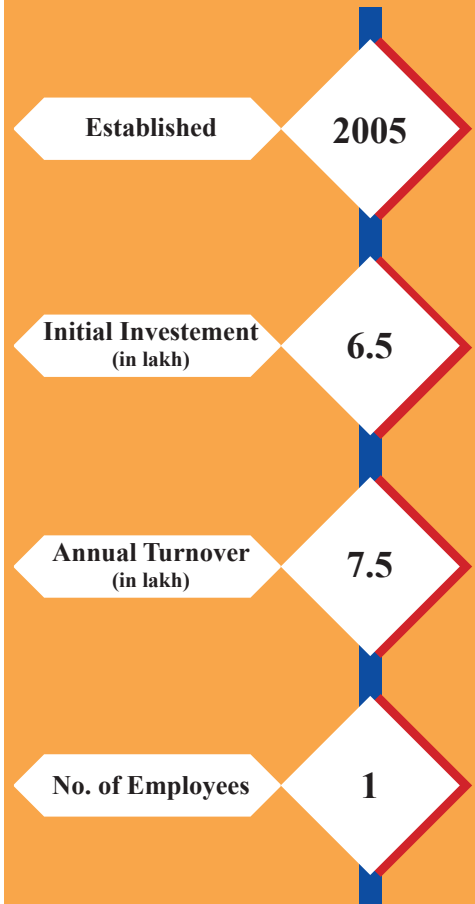 Established
2005
Initial Investement
(in lakh)
6.5
Annual Turnover
(in lakh)
7.5
No. of Employees
1